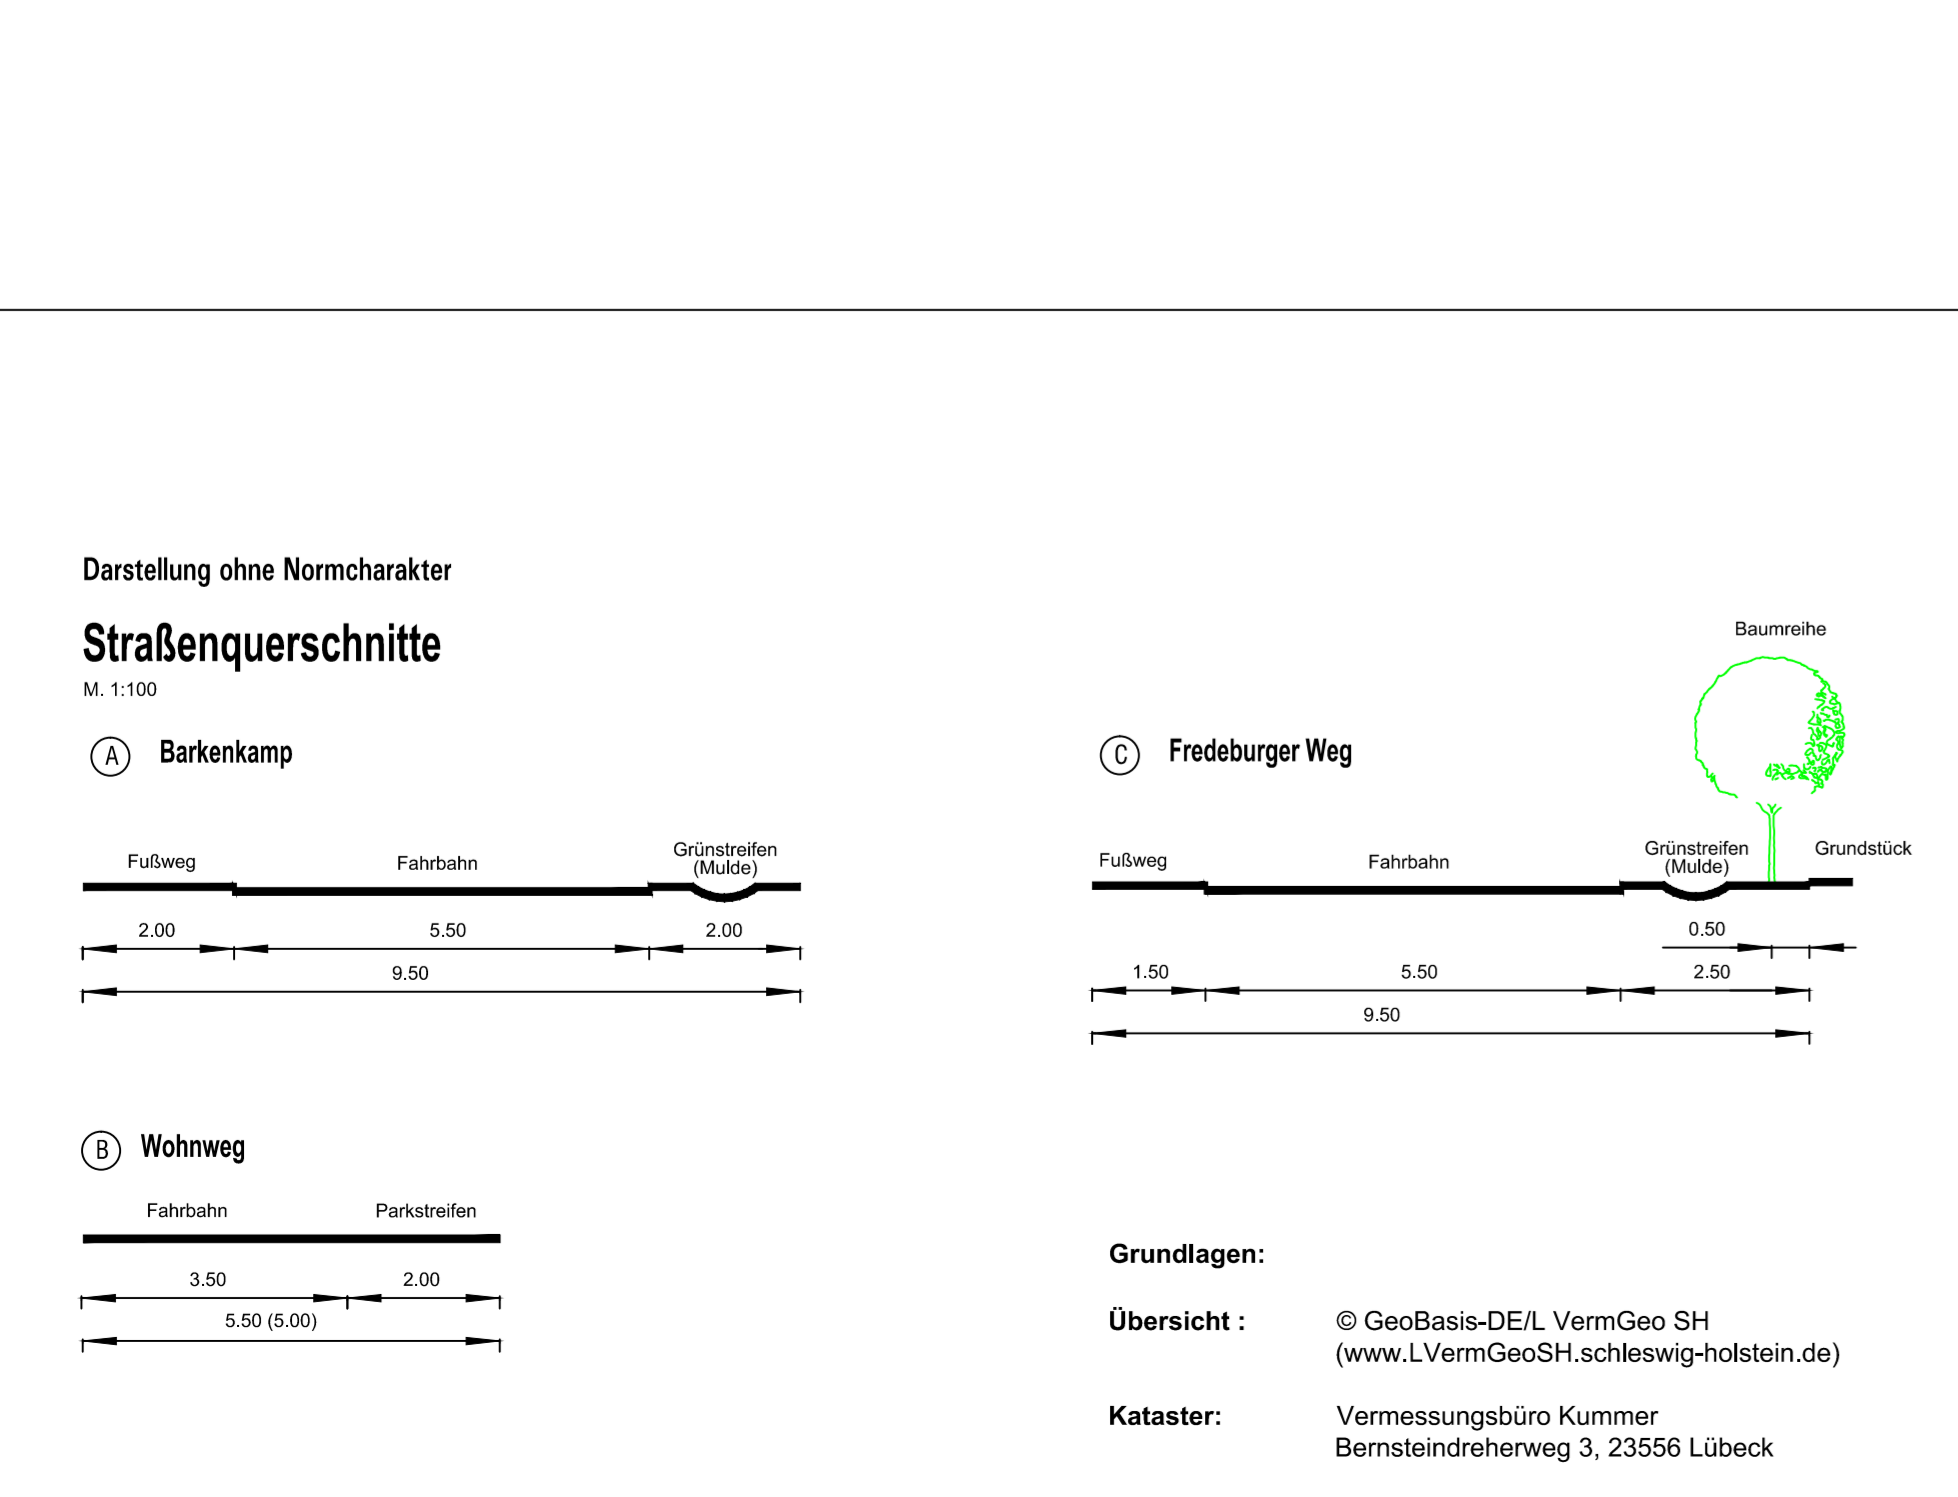 Darstellung ohne Normcharakter
Straßenquerschnitte
M. 1:100
A Barkenkamp
Fußweg Fahrbahn Grünstreifen
(Mulde)
2.00 5.50 2.00
9.50
B Wohnweg
Fahrbahn Parkstreifen
3.50 2.00
5.50 (5.00)
Baumreihe
C Fredeburger Weg
Fußweg Fahrbahn Grünstreifen Grundstück
(Mulde)
0.50
1.50 5.50 2.50
9.50
Grundlagen:
Übersicht : © GeoBasis-DE/L VermGeo SH
(www.LVermGeoSH.schleswig-holstein.de)
Kataster: Vermessungsbüro Kummer
Bernsteindreherweg 3, 23556 Lübeck